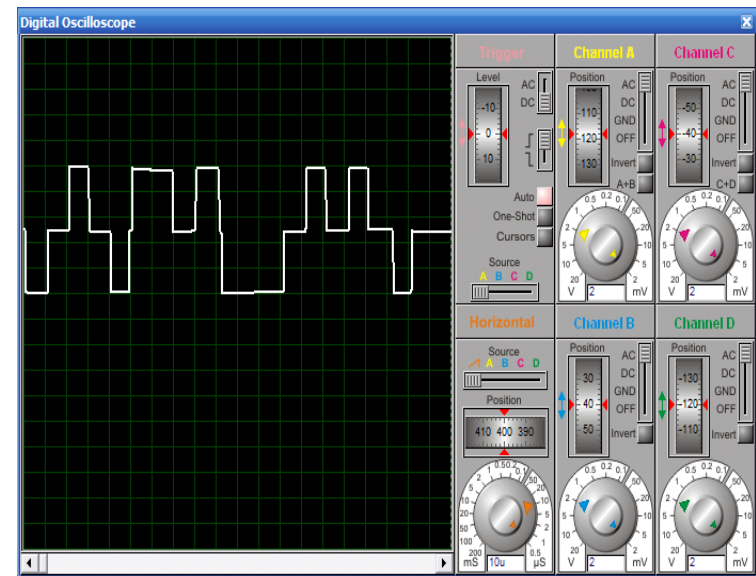 Digital Oscilloscope
Trigger
Level
AC
DC
-10
0
10
Auto
One-Shot
Cursors
Source
A B C D
Channel A
Position
AC
DC
GND
OFF
Invert
A+B
110
120
130
V 2 mV
Channel C
Position
AC
DC
GND
OFF
Invert
C+D
-50
-40
-30
V 2 mV
Horizontal
Source
A B C D
Position
410 400 390
mS 10u µS
Channel B
Position
AC
DC
GND
OFF
Invert
30
40
50
V 2 mV
Channel D
Position
AC
DC
GND
OFF
Invert
-130
-120
-110
V 2 mV